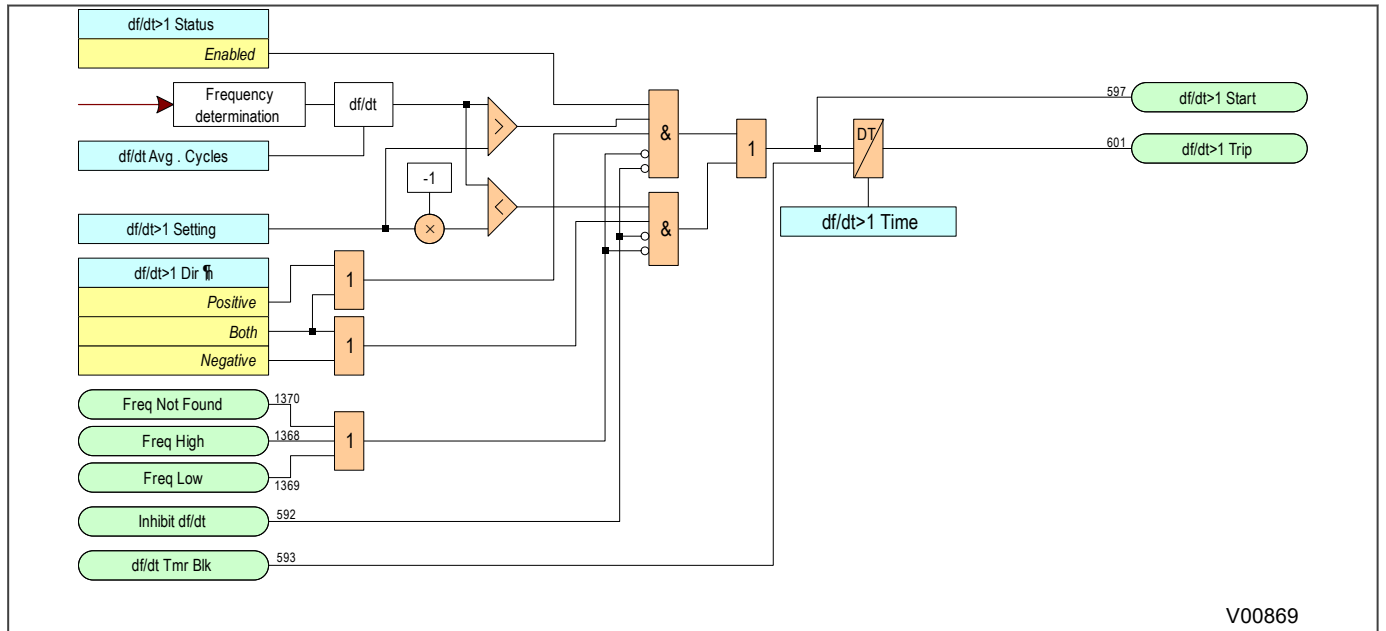 df/dt>1 Status
Enabled
Frequency
determination
df/dt
df/dt Avg . Cycles
>
-1
<
×
df/dt>1 Setting
df/dt>1 Dir ¶h
Positive
Both
Negative
1
1
Freq Not Found
1370
Freq High
1368
Freq Low
1369
1
Inhibit df/dt
592
df/dt Tmr Blk
593
&
&
1
DT
df/dt>1 Time
597
df/dt>1 Start
601
df/dt>1 Trip
V00869